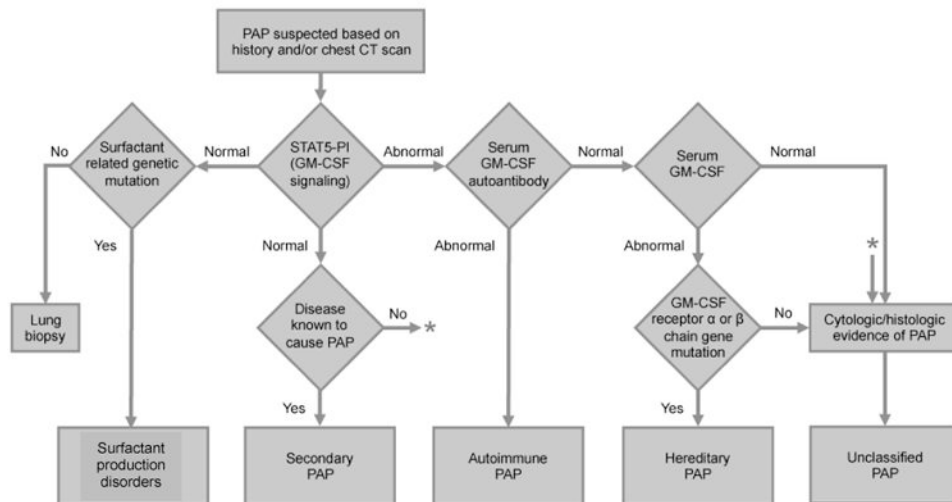 PAP suspected based on
history and/or chest CT scan
No
Surfactant
related genetic
mutation
Normal
STAT5-PI
(GM-CSF
signaling)
Abnormal
Serum
GM-CSF
autoantibody
Normal
Serum
GM-CSF
Normal
Yes
Normal
Abnormal
Abnormal
*
Lung
biopsy
Disease
known to
cause PAP
No
*
GM-CSF
receptor α or β
chain gene
mutation
No
Cytologic/histologic
evidence of PAP
Yes
Yes
Surfactant
production
disorders
Secondary
PAP
Autoimmune
PAP
Hereditary
PAP
Unclassified
PAP